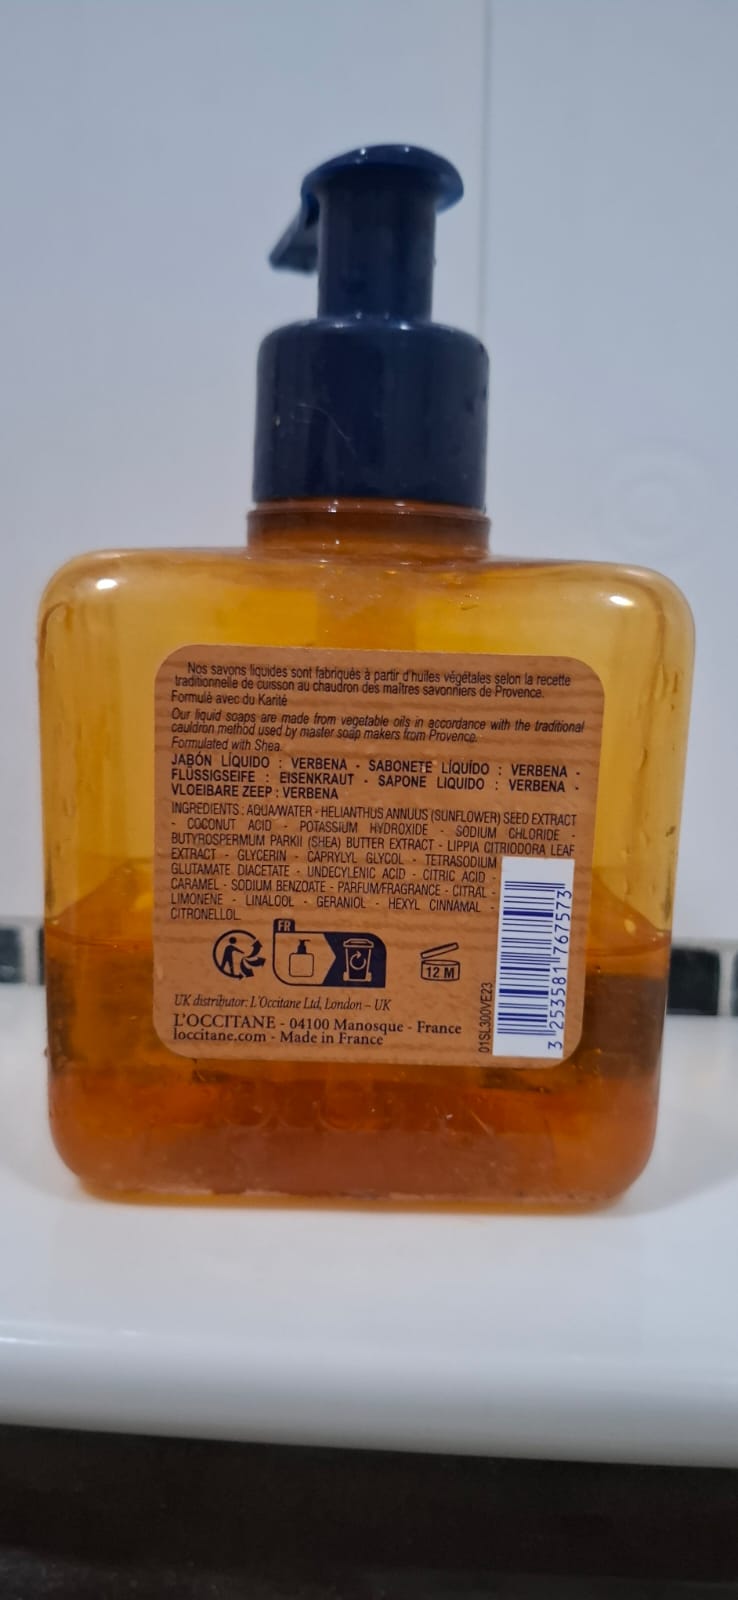 Nos savons liquides sont fabriqués à partir d'huiles végétales selon la recette
traditionnelle de cuisson au chaudron des maîtres savonniers de Provence.
Formulé avec du Karité
Our liquid soaps are made from vegetable oils in accordance with the traditional
cauldron method used by master soap makers from Provence.
Formulated with Shea.
JABÓN LÍQUIDO : VERBENA - SABONETE LÍQUÍDO : VERBENA -
FLÜSSIGSEIFE : EISENKRAUT - SAPONE LIQUIDO : VERBENA -
VLOEIBARE ZEEP : VERBENA
INGREDIENTS : AQUA/WATER - HELIANTHUS ANNUUS (SUNFLOWER) SEED EXTRACT
- COCONUT ACID - POTASSIUM HYDROXIDE - SODIUM CHLORIDE -
BUTYROSPERMUM PARKII (SHEA) BUTTER EXTRACT - LIPPIA CITRIODORA LEAF
EXTRACT - GLYCERIN - CAPRYLYL GLYCOL - TETRASODIUM
GLUTAMATE DIACETATE - UNDECYLENIC ACID - CITRIC ACID -
CARAMEL - SODIUM BENZOATE - PARFUM/FRAGRANCE - CITRAL -
LIMONENE - LINALOOL - GERANIOL - HEXYL CINNAMAL -
CITRONELLOL.
FR
12 M
UK distributor: L'Occitane Ltd, London – UK
L'OCCITANE - 04100 Manosque - France
loccitane.com - Made in France
01SL300VE23
3 253581 767573